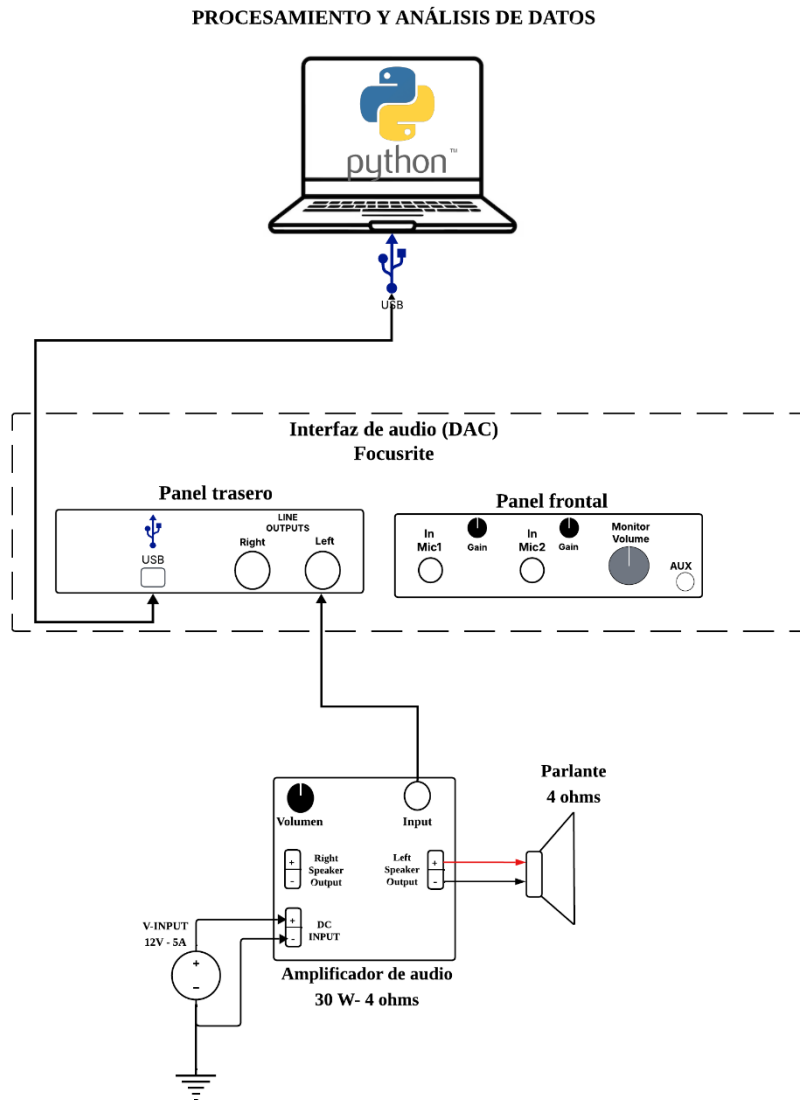 PROCESAMIENTO Y ANÁLISIS DE DATOS
python™
USB
Interfaz de audio (DAC)
Focusrite
Panel trasero
USB
LINE
OUTPUTS
Right
Left
Panel frontal
In
Mic1
Gain
In
Mic2
Gain
Monitor
Volume
AUX
Volumen
Input
+
-
Right
Speaker
Output
Left
Speaker
Output
+
-
+
-
DC
INPUT
V-INPUT
12V - 5A
+
–
Amplificador de audio
30 W- 4 ohms
Parlante
4 ohms